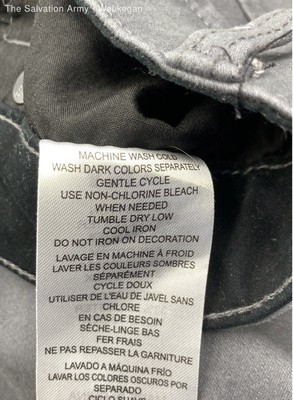 The Salvation Army - Waukegan
MACHINE WASH COLD
WASH DARK COLORS SEPARATELY
GENTLE CYCLE
USE NON-CHLORINE BLEACH
WHEN NEEDED
TUMBLE DRY LOW
COOL IRON
DO NOT IRON ON DECORATION
LAVAGE EN MACHINE À FROID
LAVER LES COULEURS SOMBRES
SÉPARÉMENT
CYCLE DOUX
UTILISER DE L'EAU DE JAVEL SANS
CHLORE
EN CAS DE BESOIN
SÈCHE-LINGE BAS
FER FRAIS
NE PAS REPASSER LA GARNITURE
LAVADO A MÁQUINA FRÍO
LAVAR LOS COLORES OSCUROS POR
SEPARADO
CICLO SUAVE